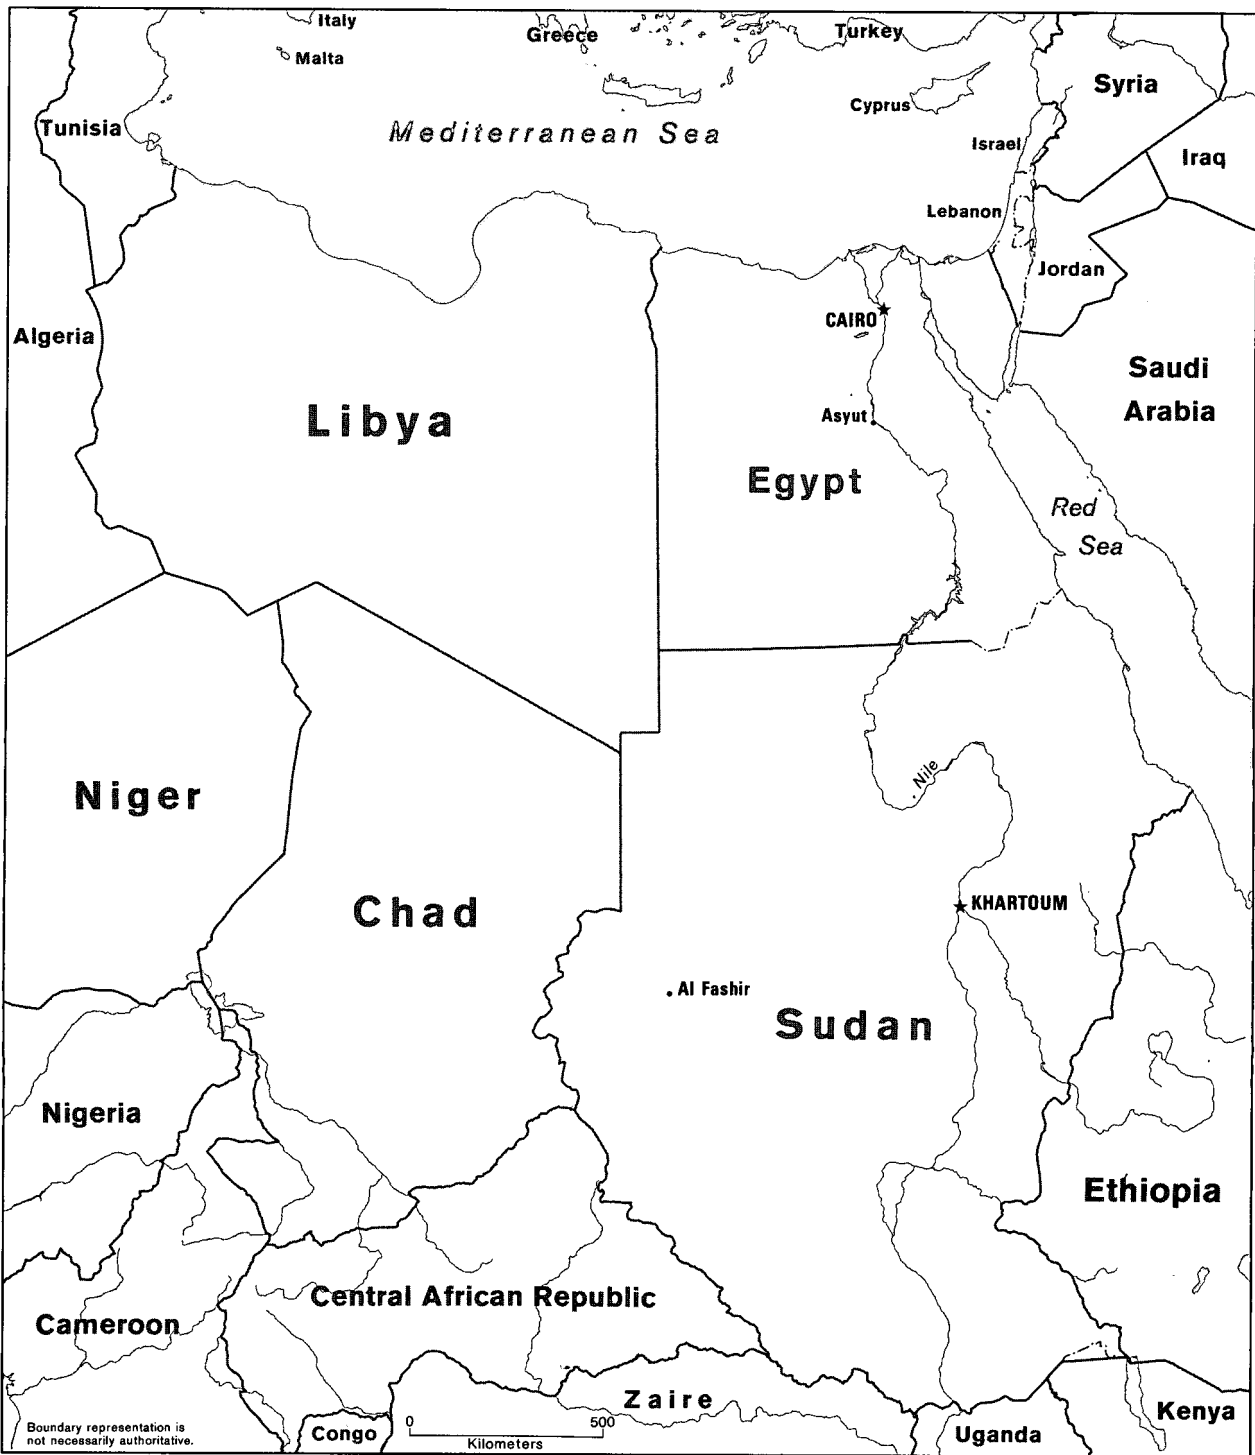 Italy
Malta
Greece
Turkey
Syria
Cyprus
Tunisia
Mediterranean Sea
Israel
Iraq
Lebanon
Jordan
CAIRO
Algeria
Saudi
Arabia
Libya
Asyut
Egypt
Red
Sea
Niger
Nile
Chad
KHARTOUM
Al Fashir
Sudan
Nigeria
Ethiopia
Central African Republic
Cameroon
Zaire
Kenya
Congo
Uganda
0 500
Kilometers
Boundary representation is
not necessarily authoritative.